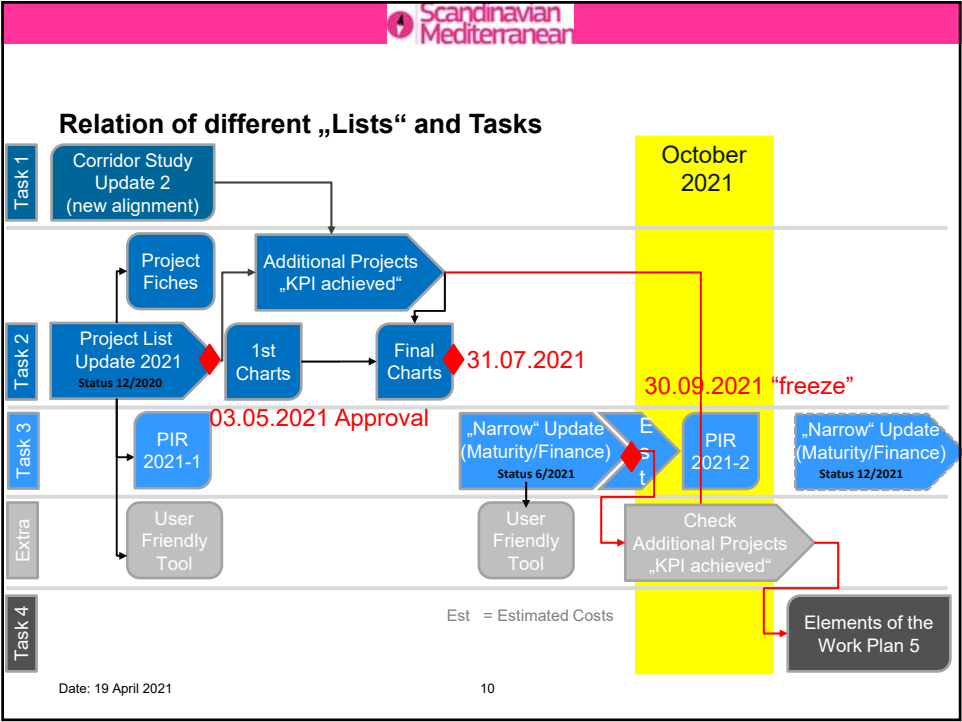 Scandinavian
Mediterranean
Relation of different „Lists“ and Tasks
October
2021
Task 1
Corridor Study
Update 2
(new alignment)
Project
Fiches
Additional Projects
„KPI achieved“
Task 2
Project List
Update 2021
Status 12/2020
1st
Charts
Final
Charts
31.07.2021
30.09.2021 “freeze”
03.05.2021 Approval
Task 3
PIR
2021-1
„Narrow“ Update
(Maturity/Finance)
Status 6/2021
E
s
t
PIR
2021-2
„Narrow“ Update
(Maturity/Finance)
Status 12/2021
Extra
User
Friendly
Tool
User
Friendly
Tool
Check
Additional Projects
„KPI achieved“
Task 4
Est = Estimated Costs
Elements of the
Work Plan 5
Date: 19 April 2021
10